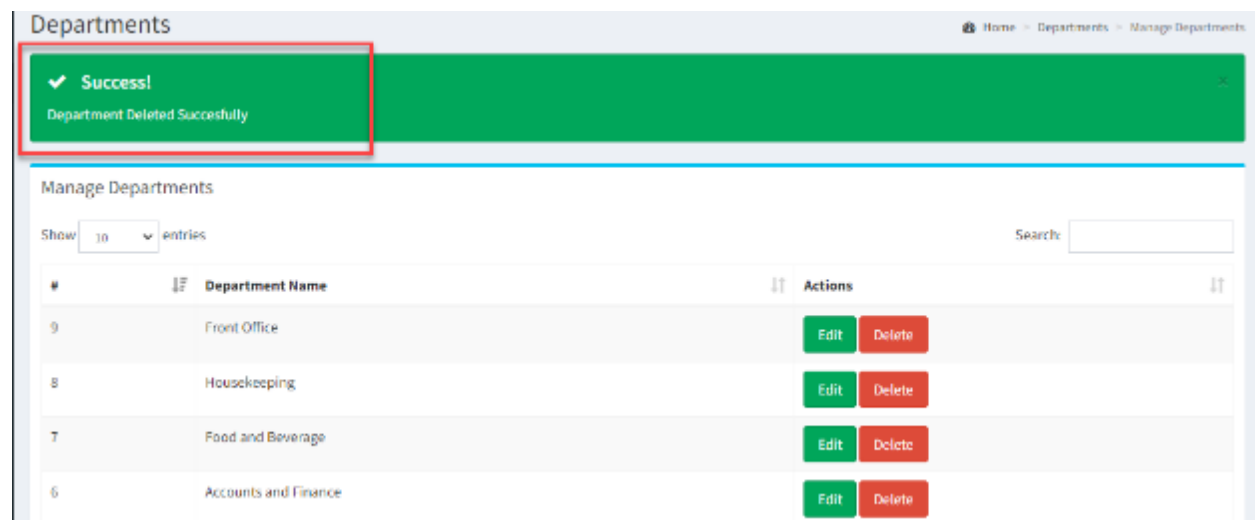 Departments
Home > Departments > Manage Departments
Success!
Department Deleted Succesfully
Manage Departments
Show 10 entries
Search:
# Department Name Actions
9 Front Office Edit Delete
8 Housekeeping Edit Delete
7 Food and Beverage Edit Delete
6 Accounts and Finance Edit Delete